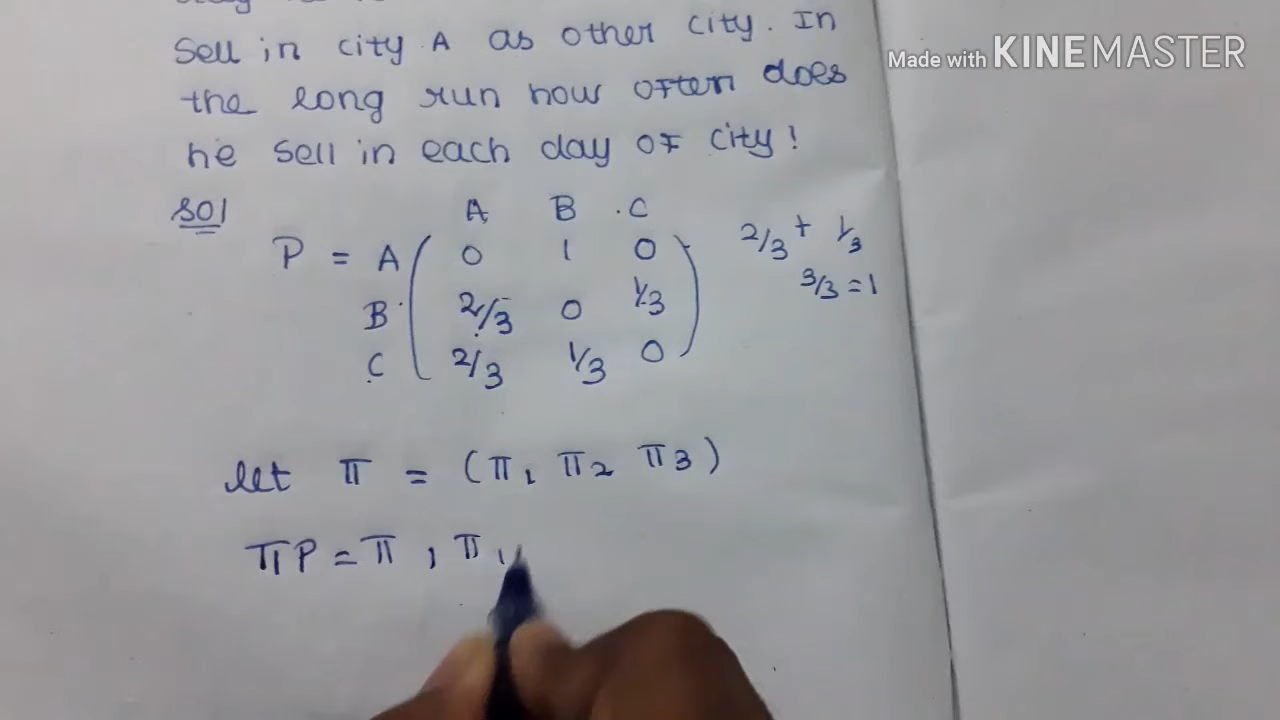 Sell in city A as other city. In
Made with KINEMASTER
the long run how often does
he sell in each day of city!
Sol
A B C
P = A ( 0 1 0 )
B 2/3 0 1/3
C 2/3 1/3 0
2/3 + 1/3
3/3 = 1
let π = (π1 π2 π3)
πP = π , π1